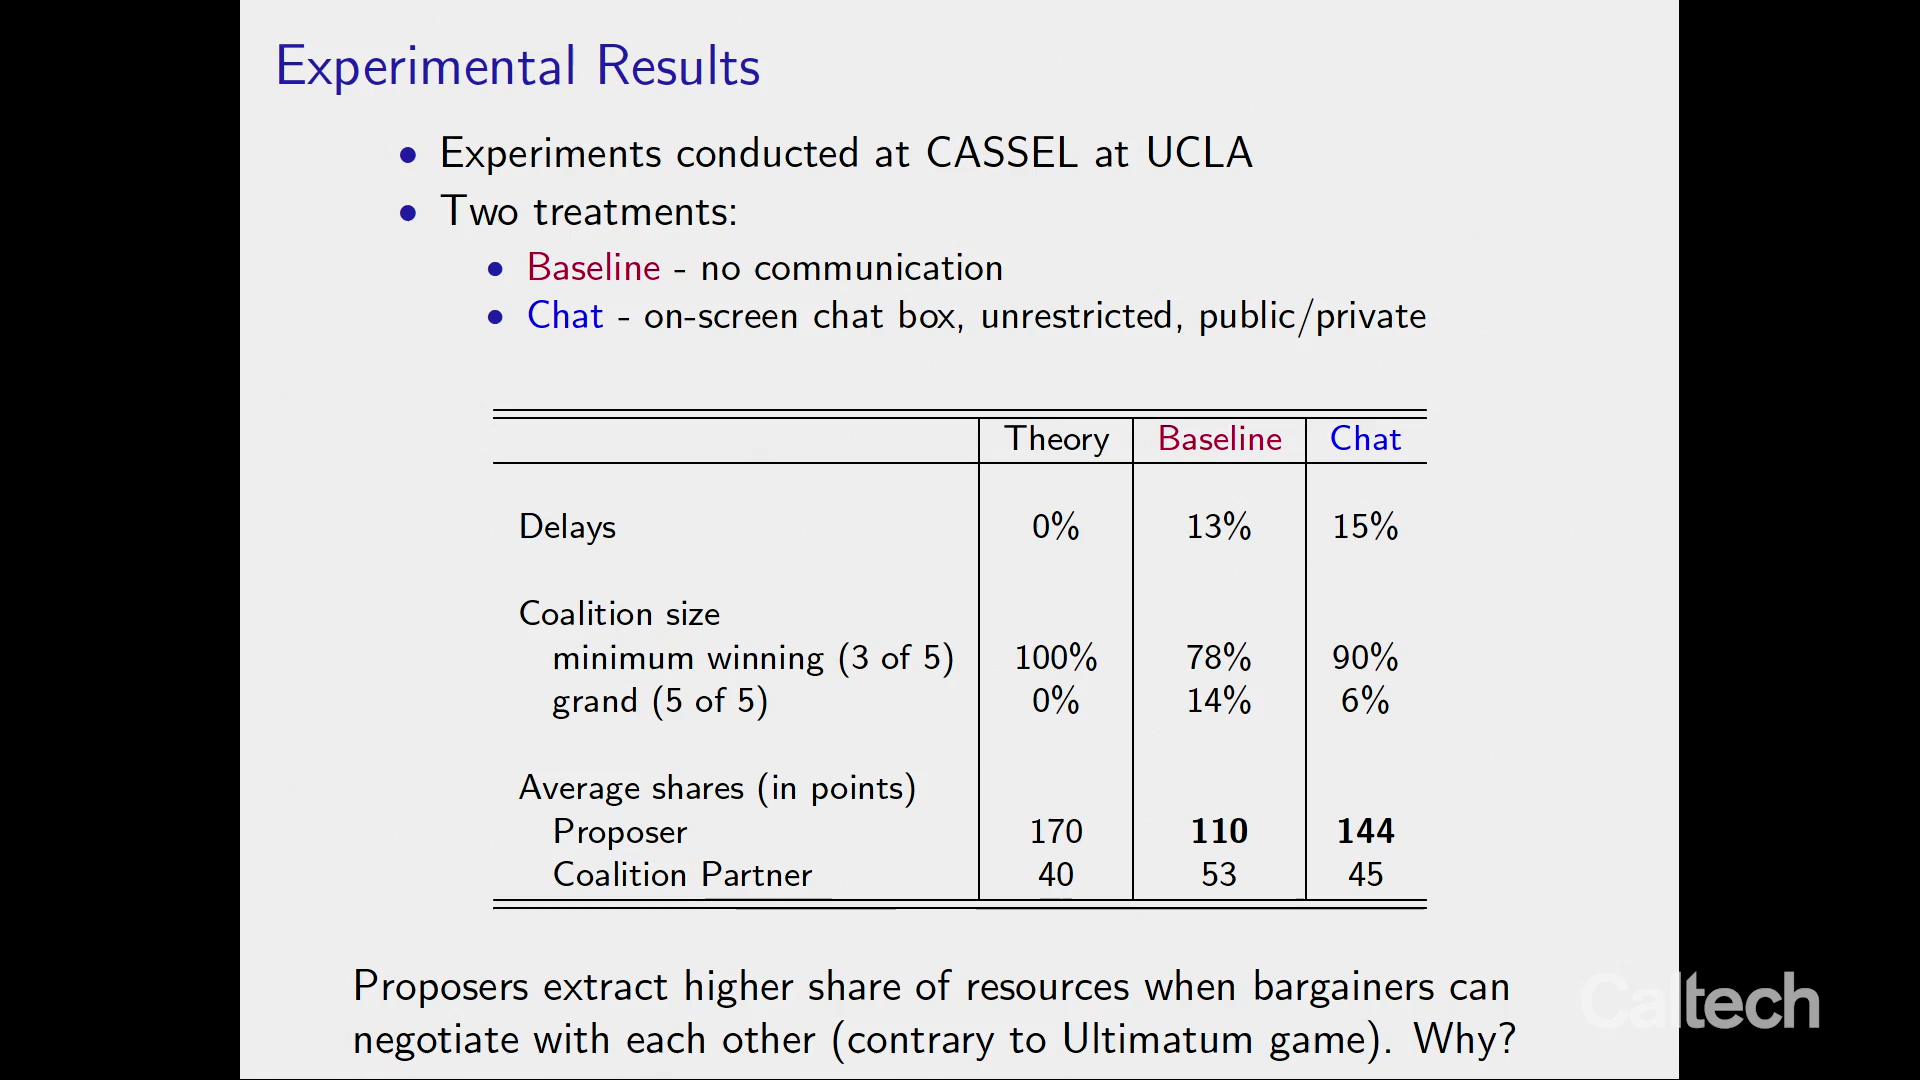 Experimental Results
• Experiments conducted at CASSEL at UCLA
• Two treatments:
• Baseline - no communication
• Chat - on-screen chat box, unrestricted, public/private
Theory Baseline Chat
Delays 0% 13% 15%
Coalition size
minimum winning (3 of 5) 100% 78% 90%
grand (5 of 5) 0% 14% 6%
Average shares (in points)
Proposer 170 110 144
Coalition Partner 40 53 45
Proposers extract higher share of resources when bargainers can
negotiate with each other (contrary to Ultimatum game). Why?
Caltech